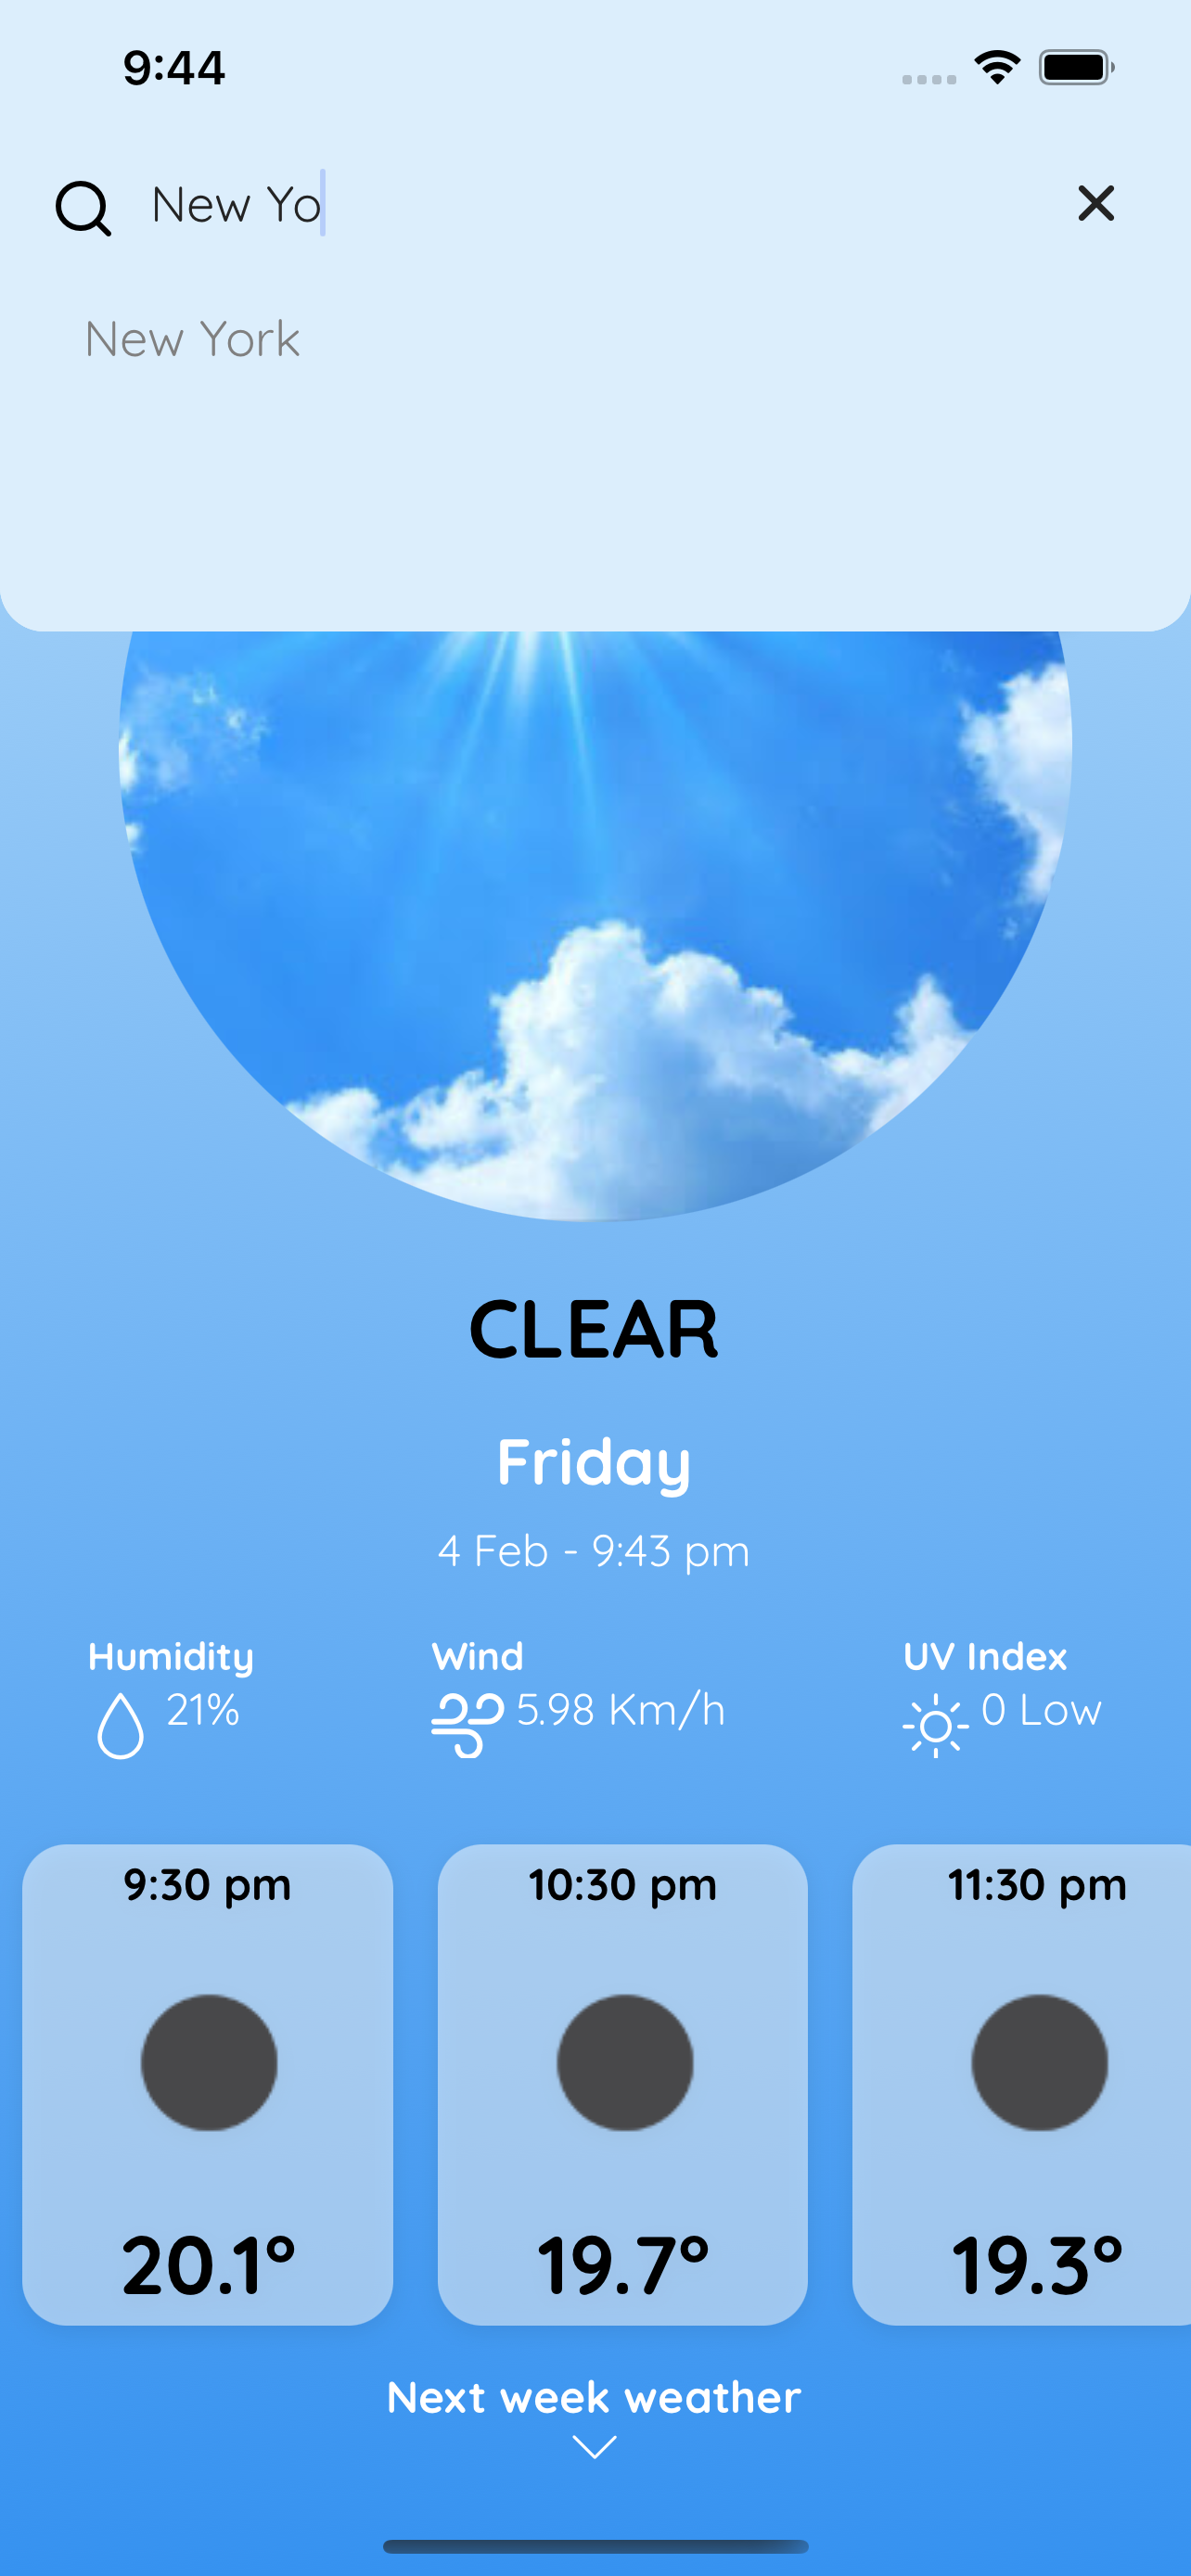 9:44
New Yo
New York
CLEAR
Friday
4 Feb - 9:43 pm
Humidity Wind UV Index
21% 5.98 Km/h 0 Low
9:30 pm 10:30 pm 11:30 pm
20.1° 19.7° 19.3°
Next week weather